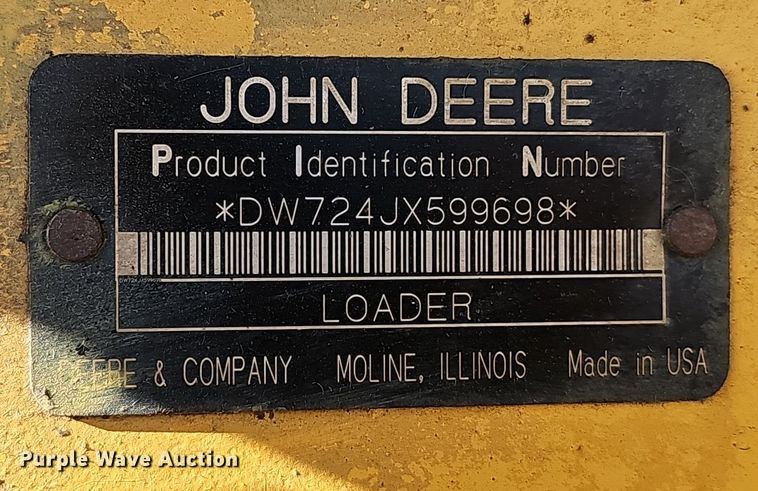 JOHN DEERE
Product Identification Number
*DW724JX599698*
LOADER
DEERE & COMPANY MOLINE, ILLINOIS Made in USA
Purple Wave Auction